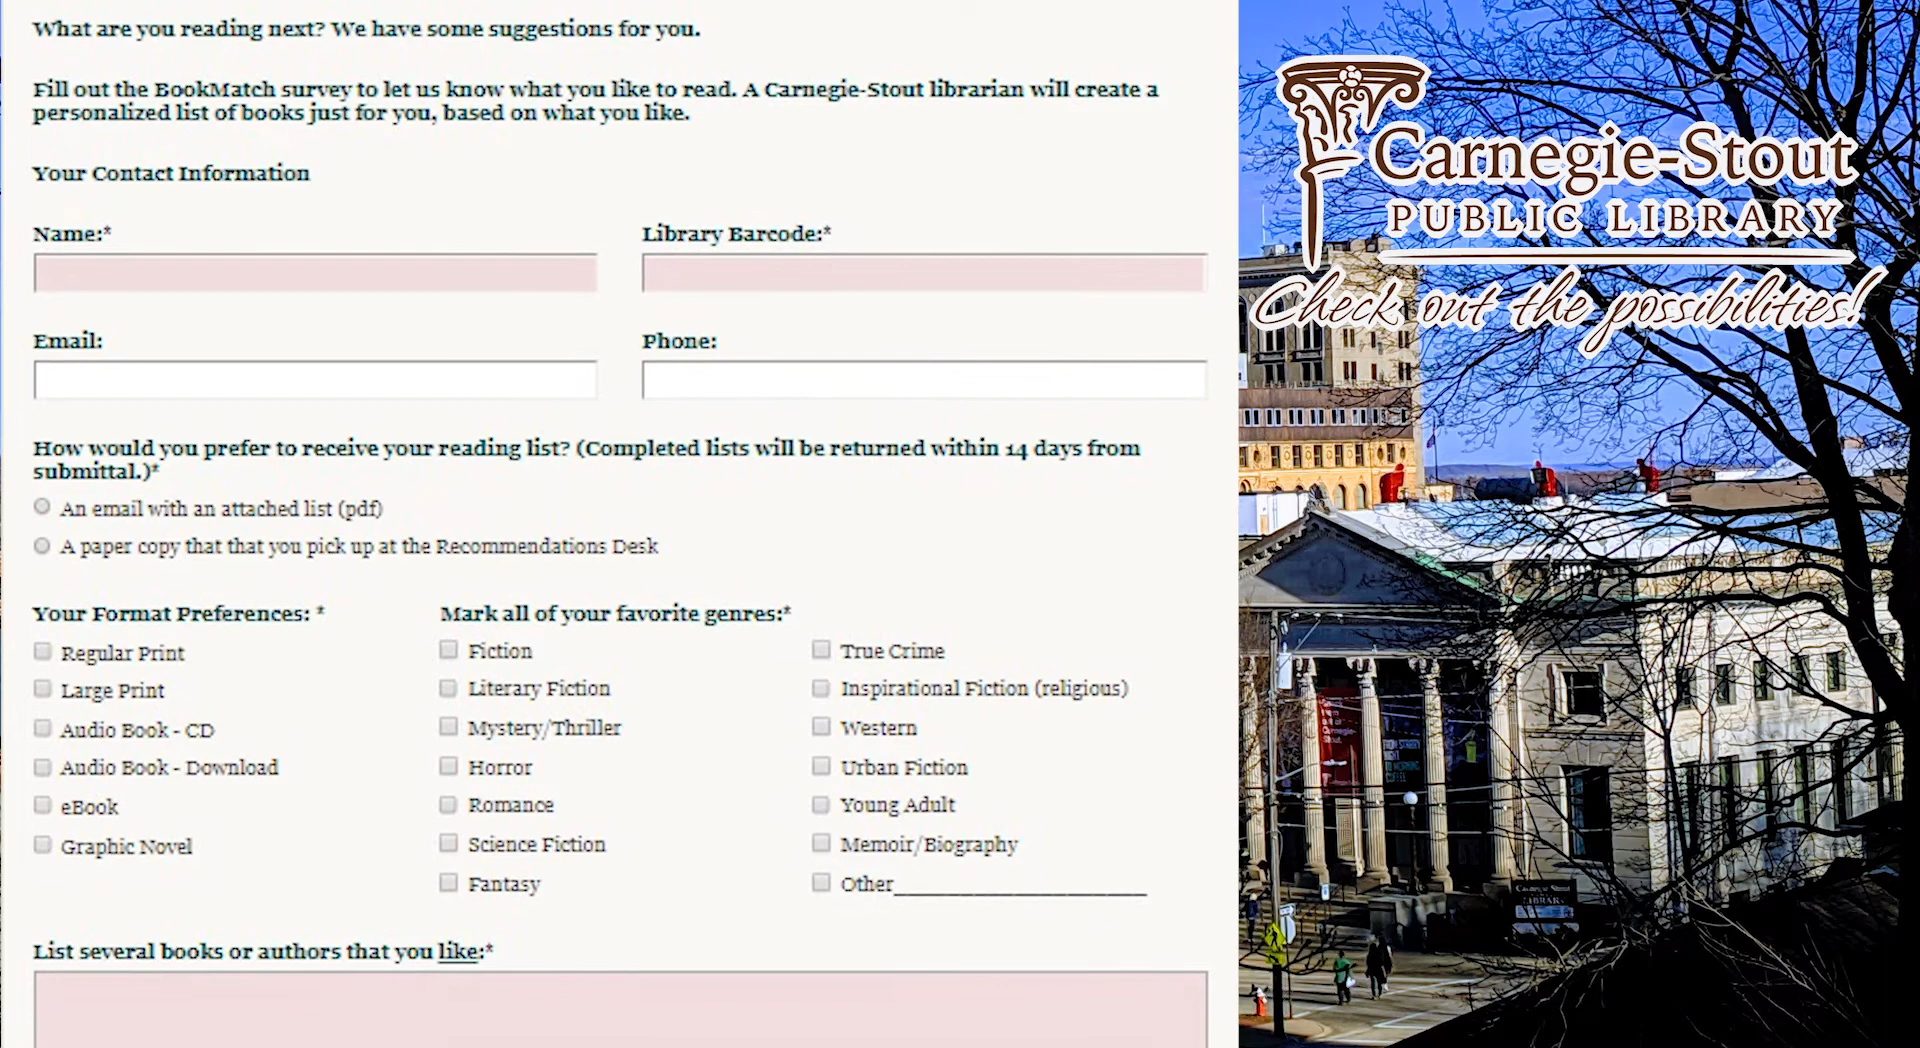 What are you reading next? We have some suggestions for you.
Fill out the BookMatch survey to let us know what you like to read. A Carnegie-Stout librarian will create a
personalized list of books just for you, based on what you like.
Your Contact Information
Name:*
Library Barcode:*
Email:
Phone:
How would you prefer to receive your reading list? (Completed lists will be returned within 14 days from
submittal.)*
An email with an attached list (pdf)
A paper copy that that you pick up at the Recommendations Desk
Your Format Preferences: *
Regular Print
Large Print
Audio Book - CD
Audio Book - Download
eBook
Graphic Novel
Mark all of your favorite genres:*
Fiction
Literary Fiction
Mystery/Thriller
Horror
Romance
Science Fiction
Fantasy
True Crime
Inspirational Fiction (religious)
Western
Urban Fiction
Young Adult
Memoir/Biography
Other____________________
List several books or authors that you like:*
Carnegie-Stout
PUBLIC LIBRARY
Check out the possibilities!
Carnegie-
Stout.
COFFEE
Carnegie Stout
LIBRARY